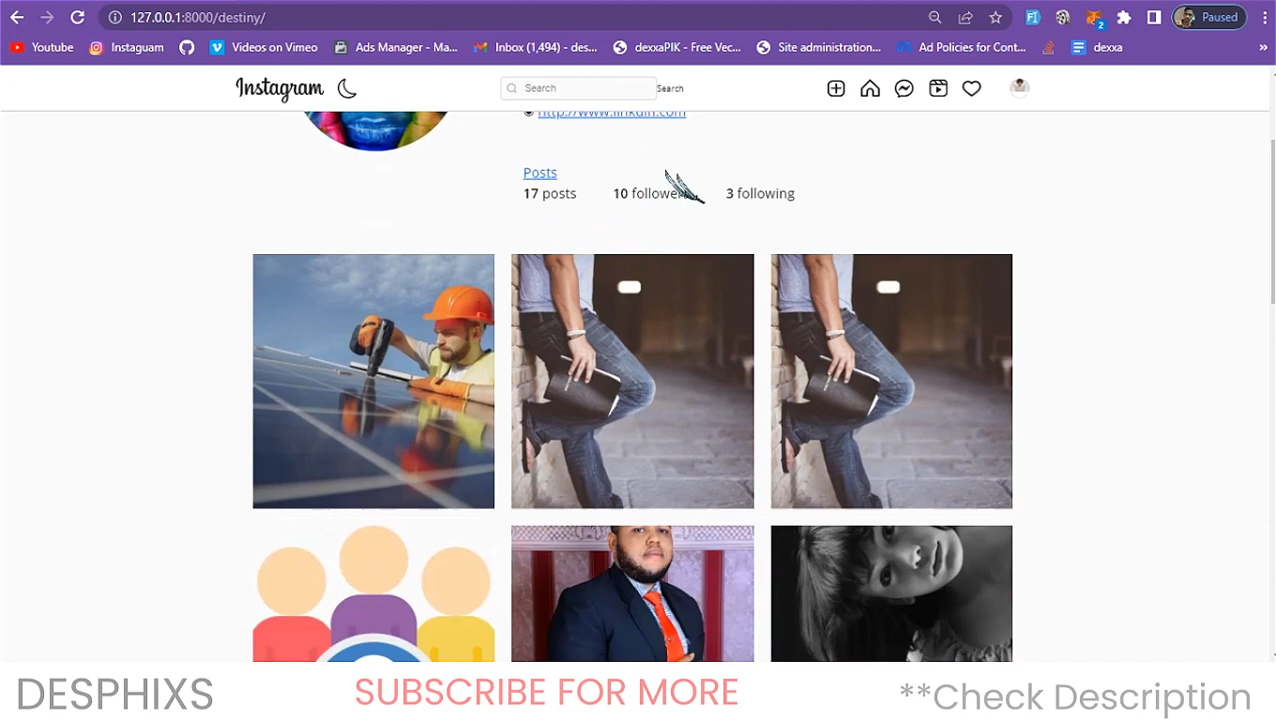 127.0.0.1:8000/destiny/
Paused
Youtube
Instaguam
Videos on Vimeo
Ads Manager - Ma...
Inbox (1,494) - des...
dexxaPIK - Free Vec...
Site administration...
Ad Policies for Cont...
dexxa
»
Instagram
Search
Search
http://www.linkdin.com
Posts
17 posts
10 followers
3 following
DESPHIXS
SUBSCRIBE FOR MORE
**Check Description